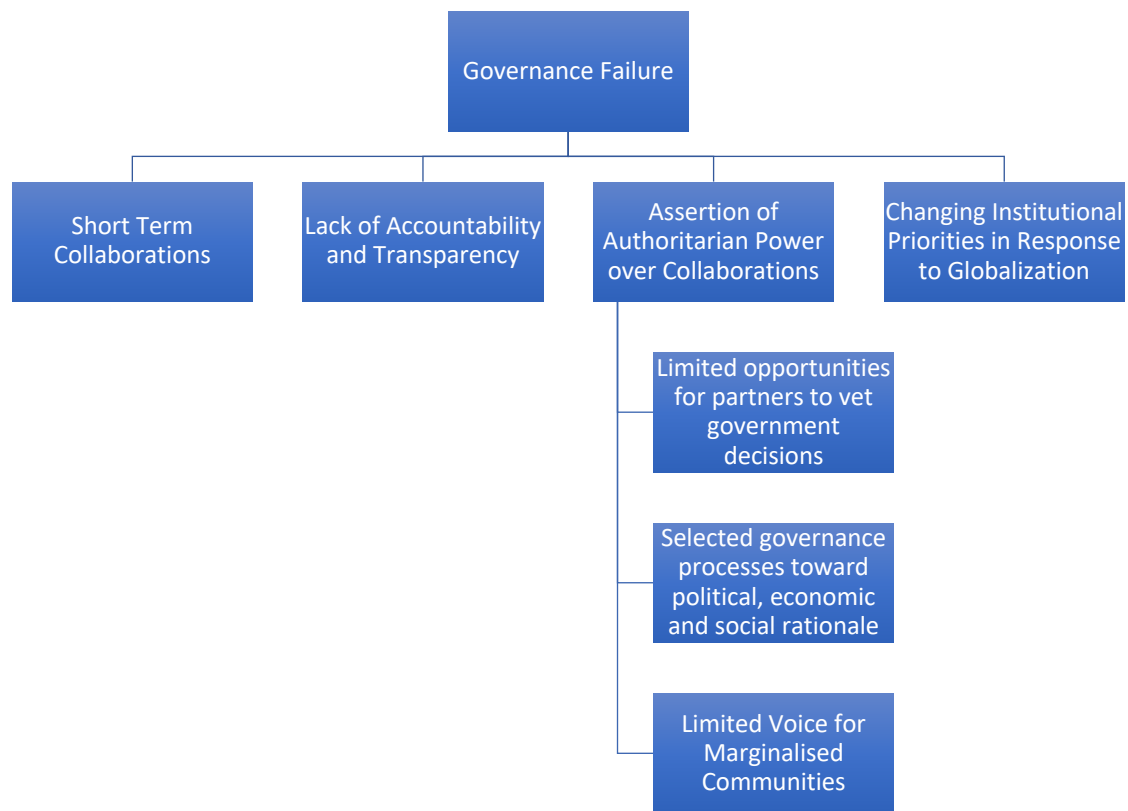 Governance Failure
Short Term
Collaborations
Lack of Accountability
and Transparency
Assertion of
Authoritarian Power
over Collaborations
Changing Institutional
Priorities in Response
to Globalization
Limited opportunities
for partners to vet
government
decisions
Selected governance
processes toward
political, economic
and social rationale
Limited Voice for
Marginalised
Communities